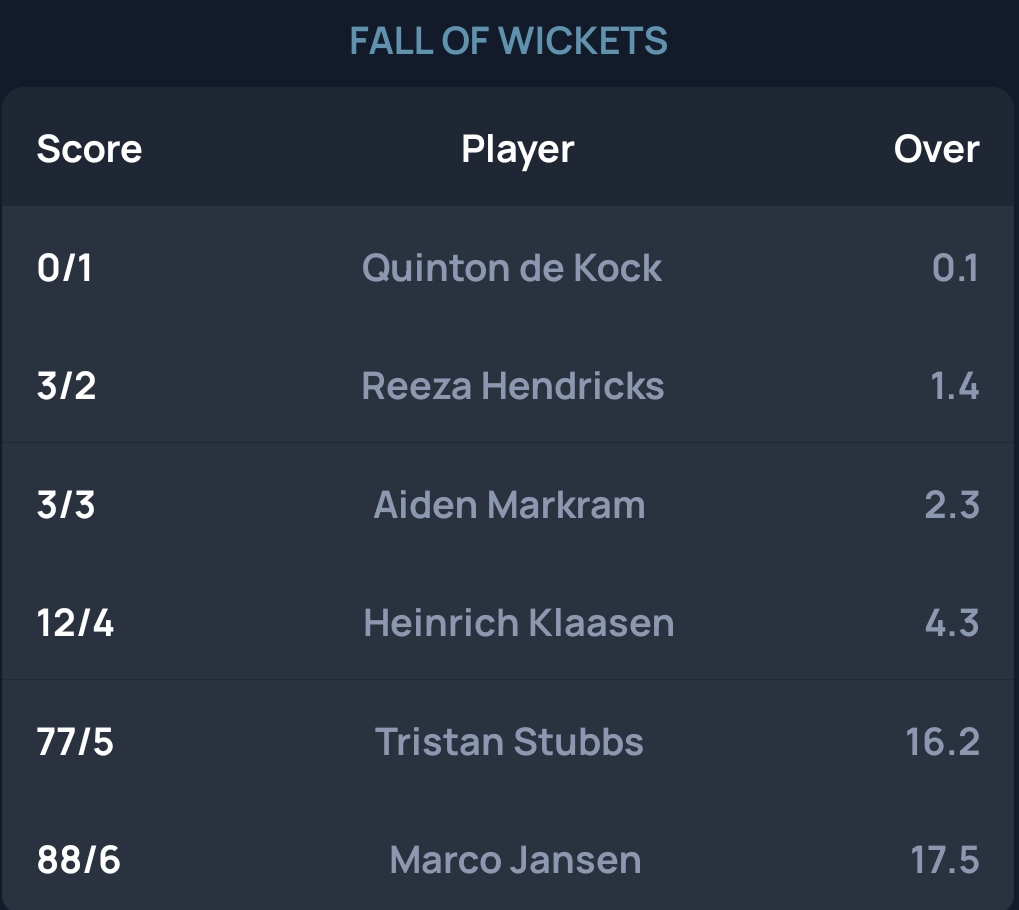 FALL OF WICKETS
Score Player Over
0/1 Quinton de Kock 0.1
3/2 Reeza Hendricks 1.4
3/3 Aiden Markram 2.3
12/4 Heinrich Klaasen 4.3
77/5 Tristan Stubbs 16.2
88/6 Marco Jansen 17.5